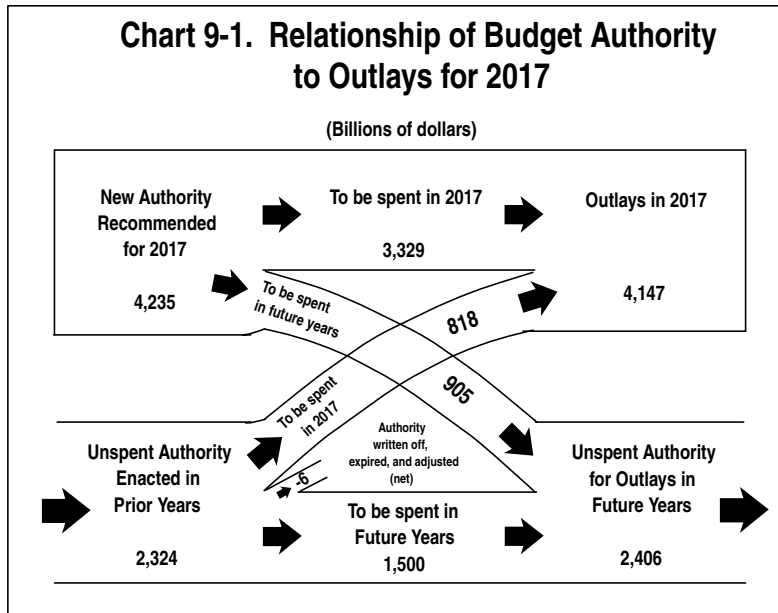 Chart 9-1. Relationship of Budget Authority
to Outlays for 2017
(Billions of dollars)
New Authority
Recommended
for 2017
4,235
To be spent in 2017
3,329
Outlays in 2017
4,147
To be spent
in future years
818
To be spent
in 2017
905
Authority
written off,
expired, and adjusted
(net)
-6
Unspent Authority
Enacted in
Prior Years
2,324
To be spent in
Future Years
1,500
Unspent Authority
for Outlays in
Future Years
2,406